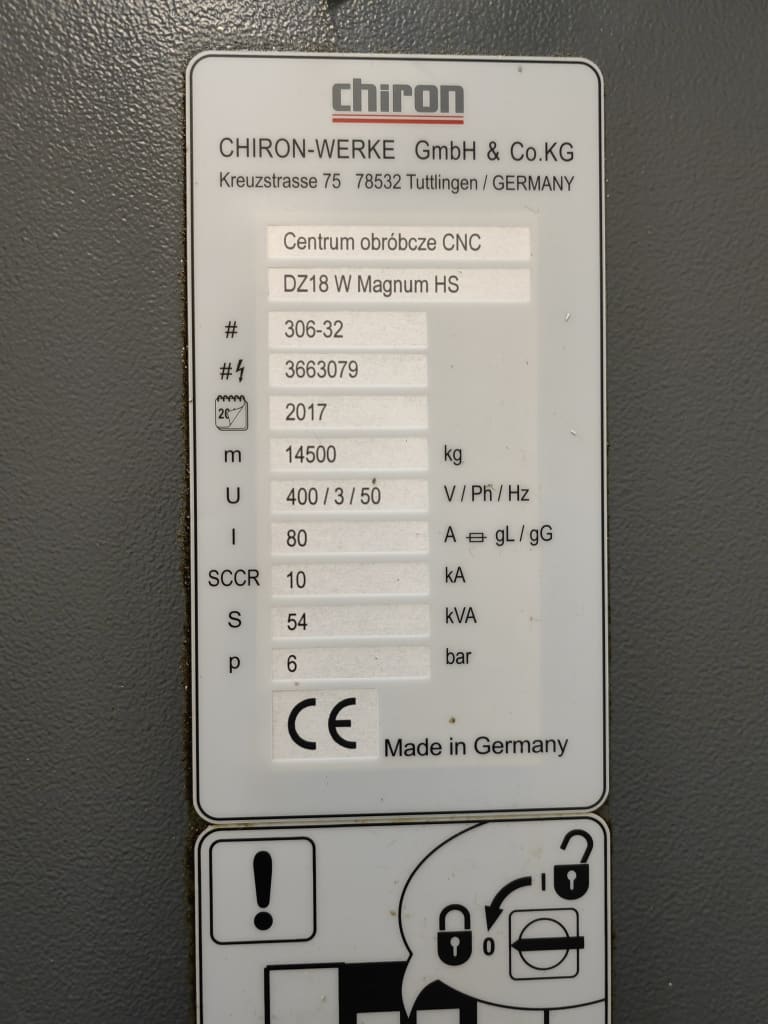 chiron
CHIRON-WERKE GmbH & Co.KG
Kreuzstrasse 75 78532 Tuttlingen / GERMANY
Centrum obróbcze CNC
DZ18 W Magnum HS
# 306-32
# 3663079
20 2017
m 14500 kg
U 400 / 3 / 50 V / Ph / Hz
I 80 A gL / gG
SCCR 10 kA
S 54 kVA
p 6 bar
CE Made in Germany
!
I
0